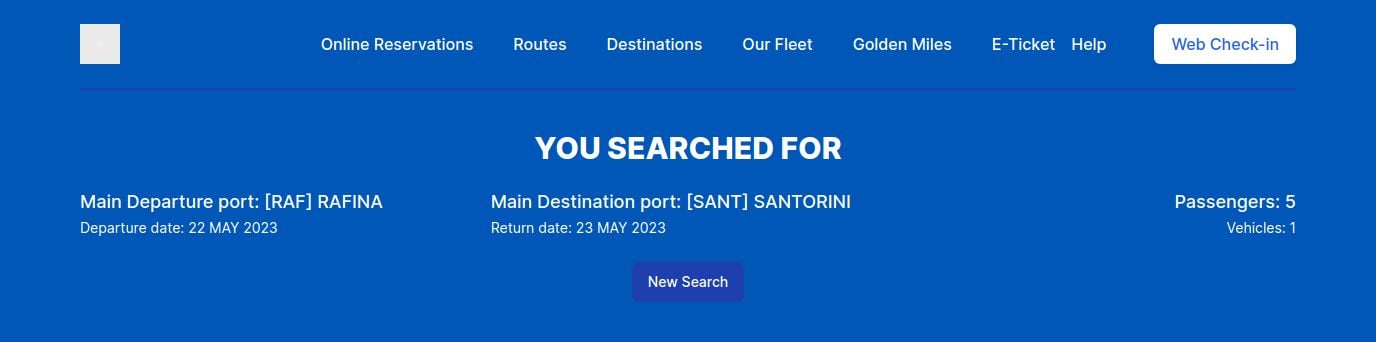 Online Reservations Routes Destinations Our Fleet Golden Miles E-Ticket Help Web Check-in
YOU SEARCHED FOR
Main Departure port: [RAF] RAFINA
Departure date: 22 MAY 2023
Main Destination port: [SANT] SANTORINI
Return date: 23 MAY 2023
Passengers: 5
Vehicles: 1
New Search